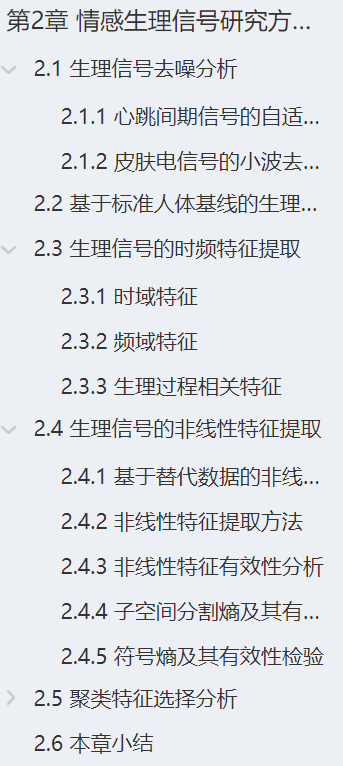 第2章 情感生理信号研究方...
2.1 生理信号去噪分析
2.1.1 心跳间期信号的自适...
2.1.2 皮肤电信号的小波去...
2.2 基于标准人体基线的生理...
2.3 生理信号的时频特征提取
2.3.1 时域特征
2.3.2 频域特征
2.3.3 生理过程相关特征
2.4 生理信号的非线性特征提取
2.4.1 基于替代数据的非线...
2.4.2 非线性特征提取方法
2.4.3 非线性特征有效性分析
2.4.4 子空间分割熵及其有...
2.4.5 符号熵及其有效性检验
2.5 聚类特征选择分析
2.6 本章小结